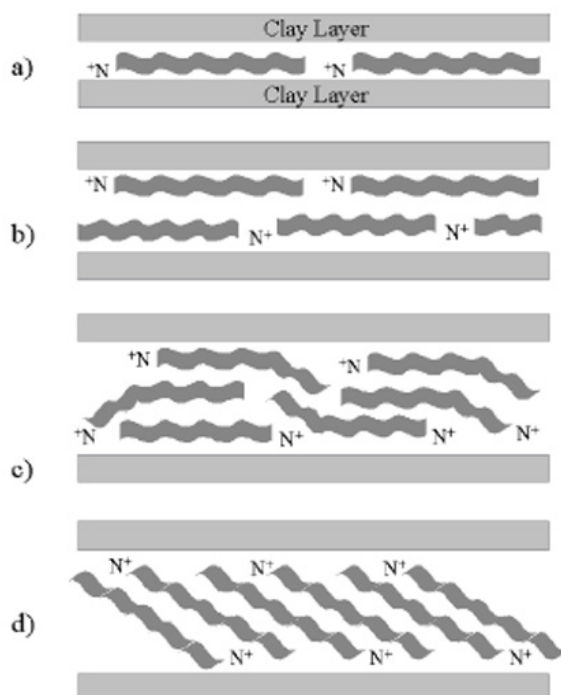 Clay Layer
a)
⁺N ⁺N
Clay Layer
⁺N ⁺N
b)
N⁺ N⁺
⁺N ⁺N
⁺N N⁺ N⁺ N⁺
c)
N⁺ N⁺ N⁺
d)
N⁺ N⁺ N⁺